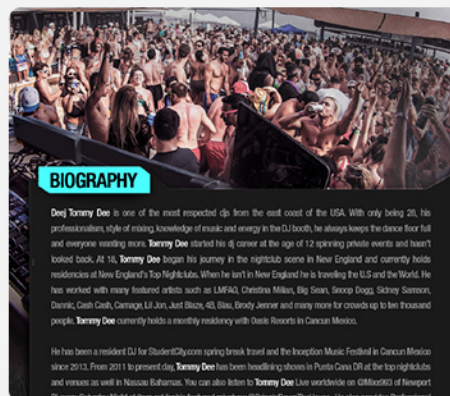 BIOGRAPHY
Deej Tommy Dee is one of the most respected djs from the east coast of the USA. With only being 26, his
professionalism, style of mixing, knowledge of music and energy in the DJ booth, he always keeps the dance floor full
and everyone wanting more. Tommy Dee started his dj career at the age of 12 spinning private events and hasn't
looked back. At 18, Tommy Dee began his journey in the nightclub scene in New England and currently holds
residencies at New England's Top Nightclubs. When he isn't in New England he is traveling the U.S and the World. He
has worked with many featured artists such as LMFAO, Christina Milian, Big Sean, Snoop Dogg, Sidney Samson,
Dannic, Cash Cash, Carnage, Lil Jon, Just Blaze, 4B, Blau, Brody Jenner and many more for crowds up to ten thousand
people. Tommy Dee currently holds a monthly residency with Oasis Resorts in Cancun Mexico.
He has been a resident DJ for StudentCity.com spring break travel and the Inception Music Festival in Cancun Mexico
since 2013. From 2011 to present day, Tommy Dee has been headlining shows in Punta Cana DR at the top nightclubs
and venues as well in Nassau Bahamas. You can also listen to Tommy Dee Live worldwide on @Mixx993 of Newport